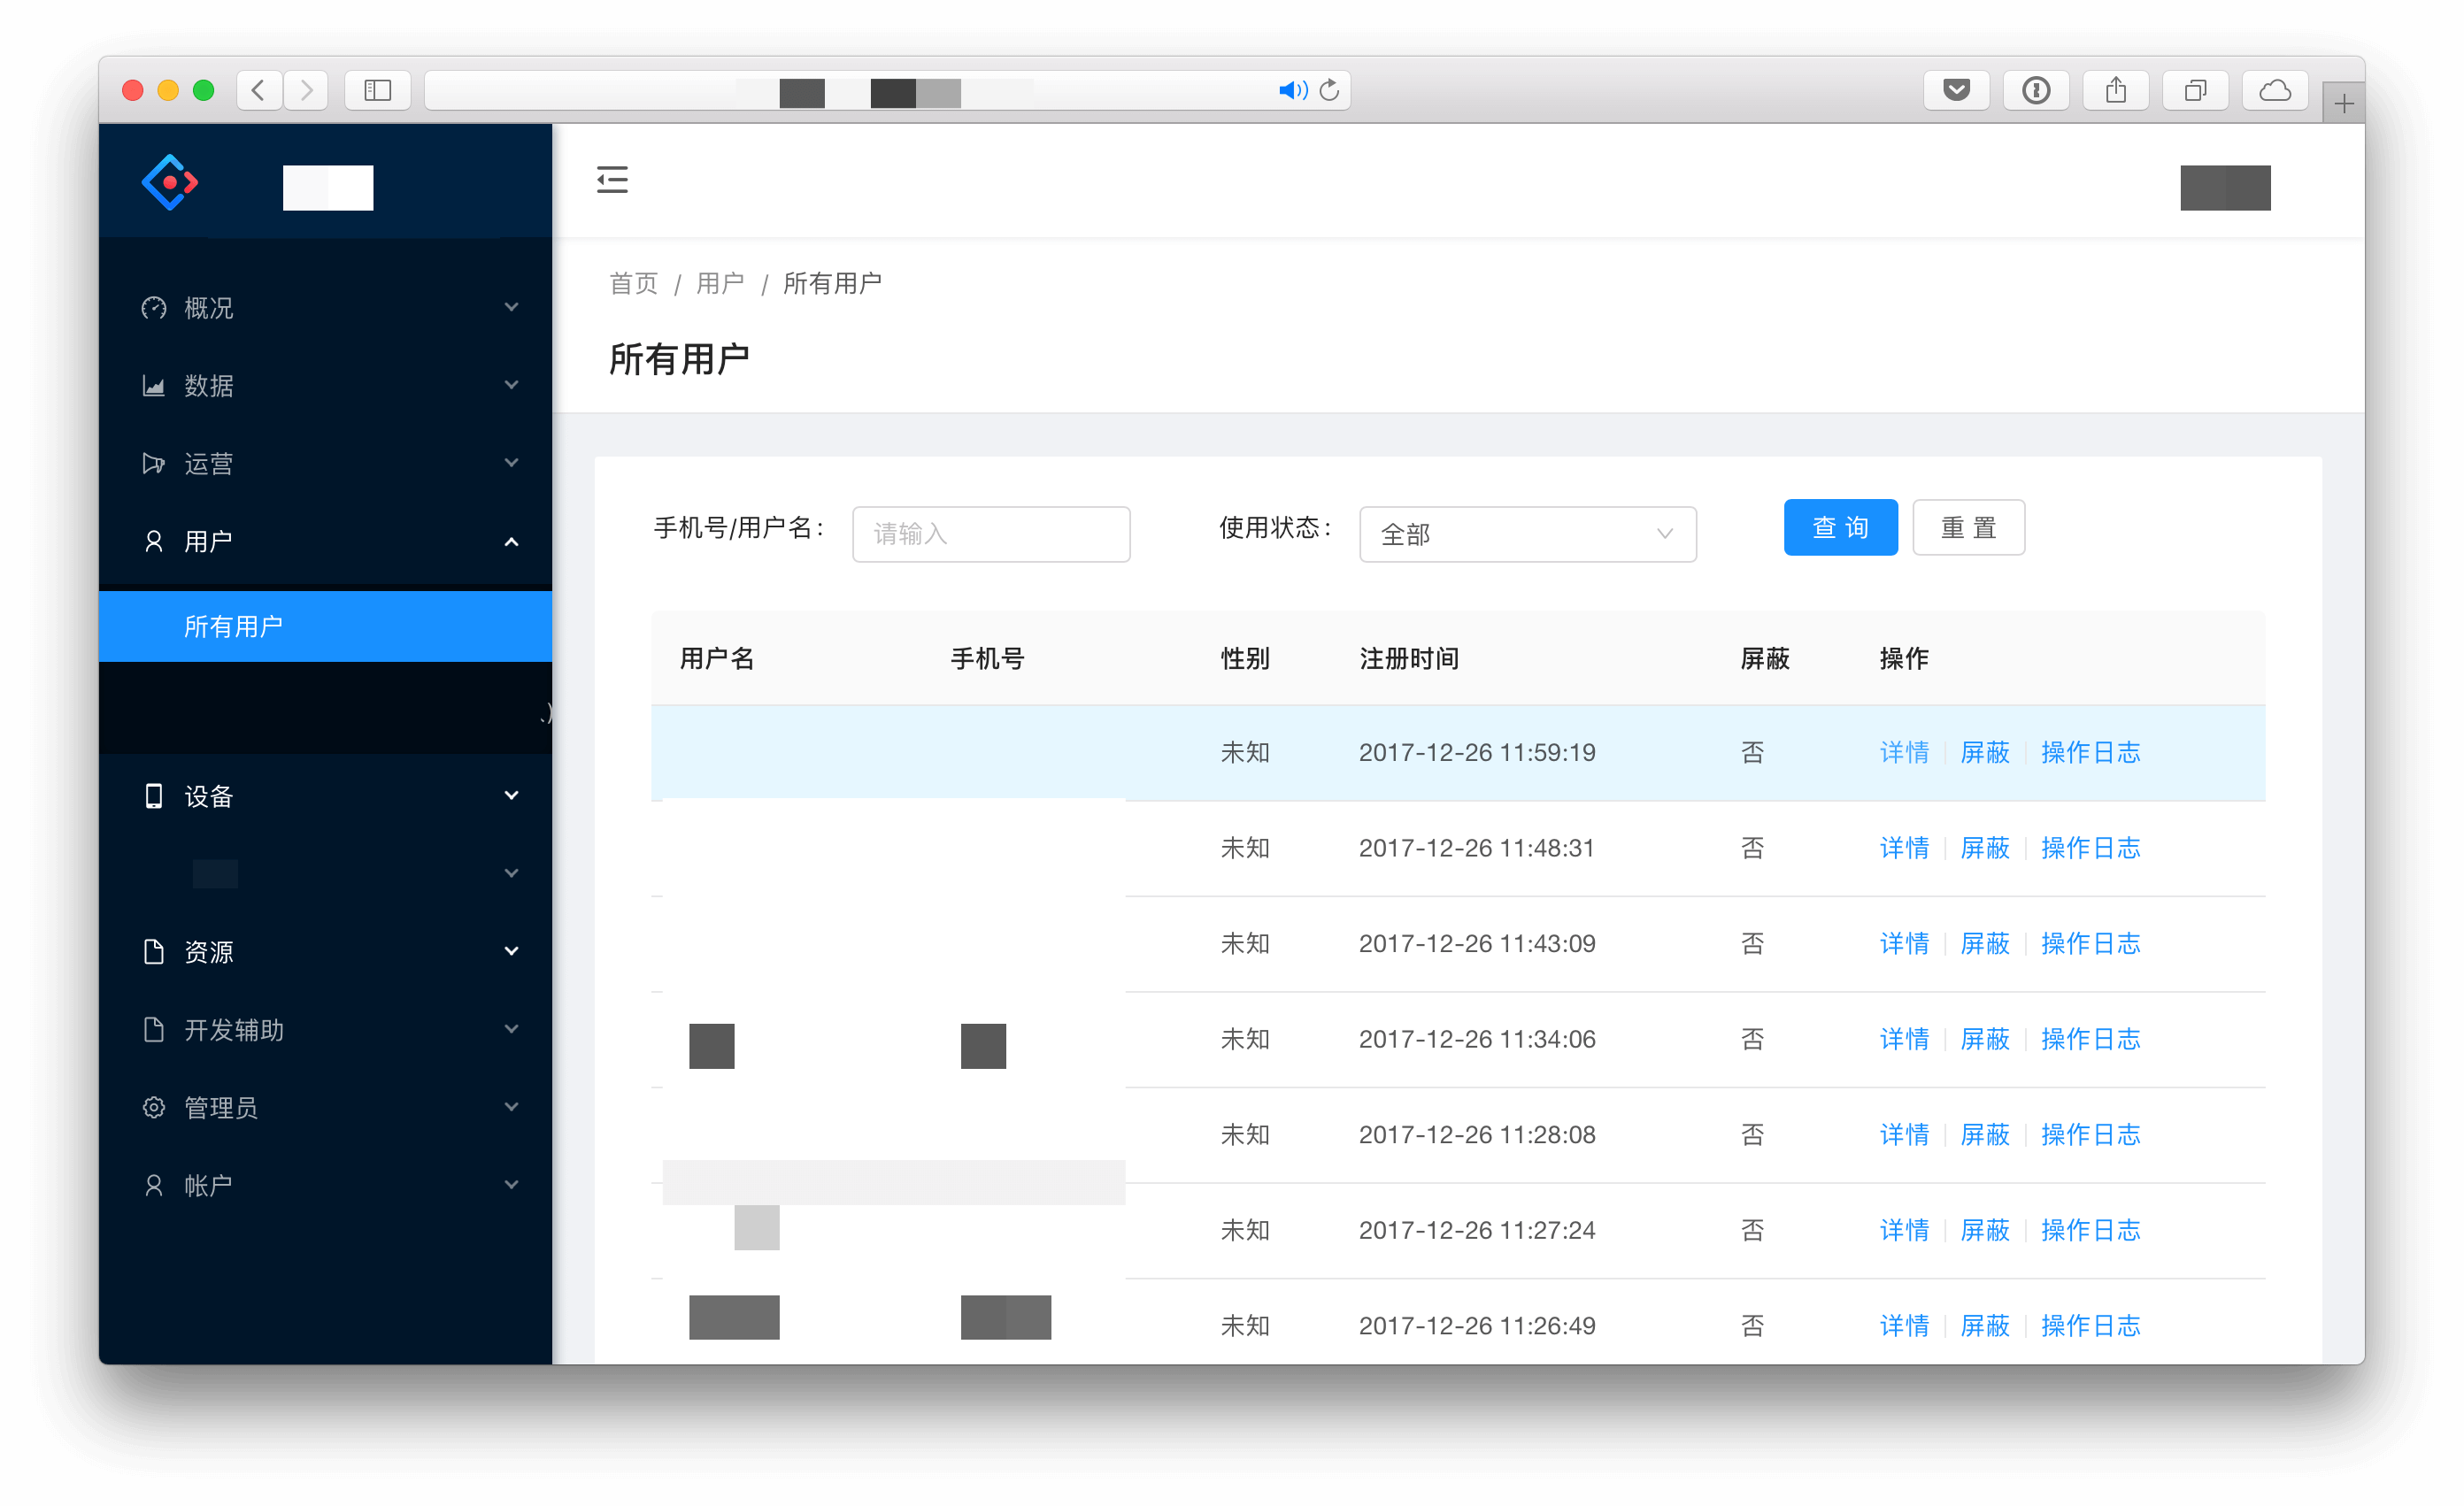 首页 / 用户 / 所有用户
所有用户
概况
数据
运营
用户
所有用户
设备
资源
开发辅助
管理员
帐户
手机号/用户名: 请输入 使用状态: 全部 查 询 重 置
用户名 手机号 性别 注册时间 屏蔽 操作
未知 2017-12-26 11:59:19 否 详情 屏蔽 操作日志
未知 2017-12-26 11:48:31 否 详情 屏蔽 操作日志
未知 2017-12-26 11:43:09 否 详情 屏蔽 操作日志
未知 2017-12-26 11:34:06 否 详情 屏蔽 操作日志
未知 2017-12-26 11:28:08 否 详情 屏蔽 操作日志
未知 2017-12-26 11:27:24 否 详情 屏蔽 操作日志
未知 2017-12-26 11:26:49 否 详情 屏蔽 操作日志